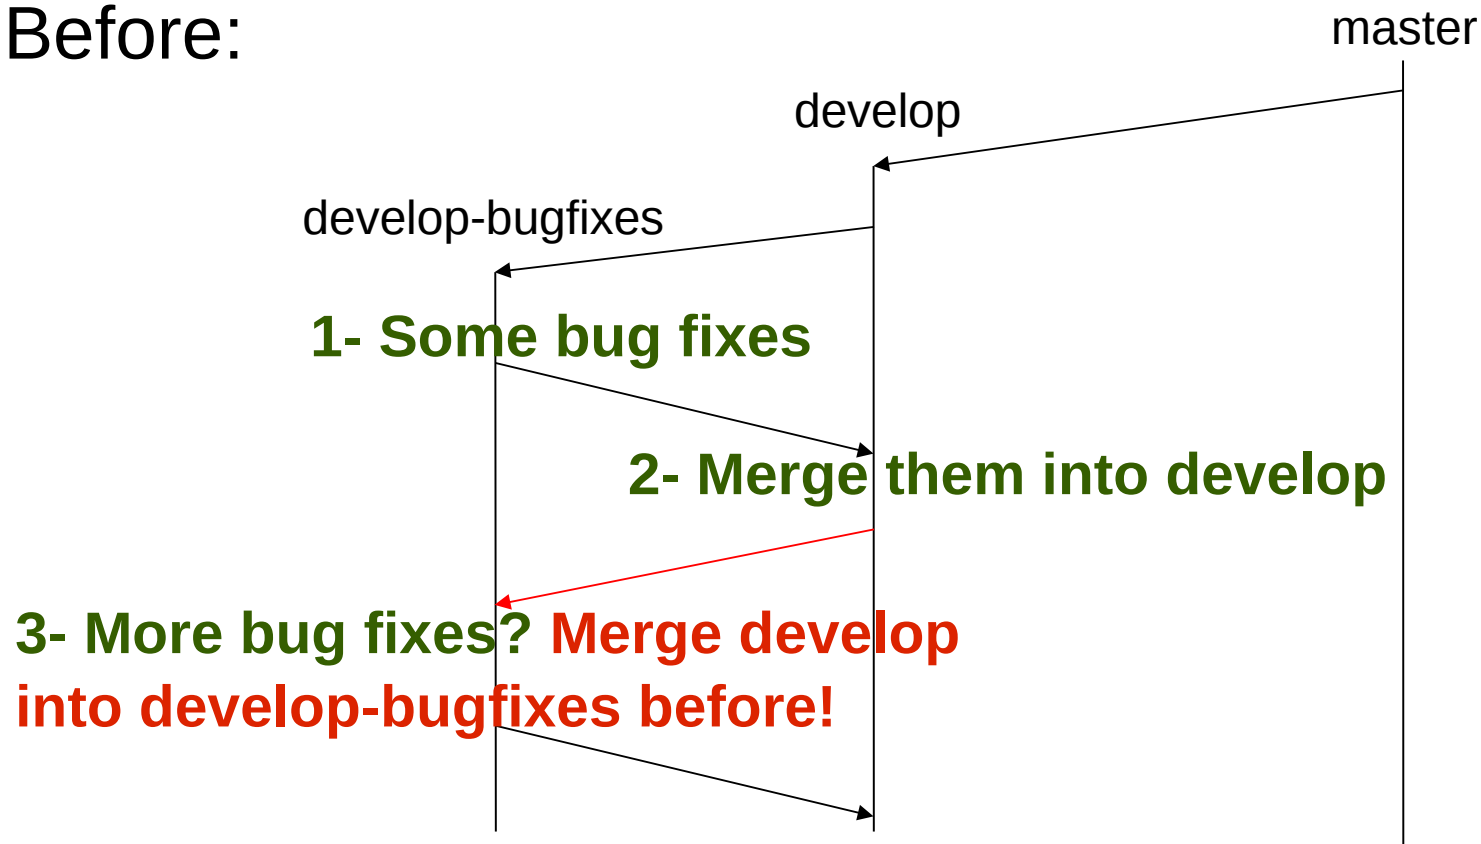 Before:
master
develop
develop-bugfixes
1- Some bug fixes
2- Merge them into develop
3- More bug fixes? Merge develop
into develop-bugfixes before!